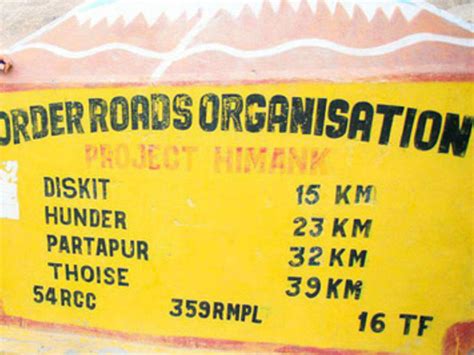 ORDER ROADS ORGANISATION
PROJECT HIMANK
DISKIT 15 KM
HUNDER 23 KM
PARTAPUR 32 KM
THOISE 39 KM
54RCC 359RMPL 16 TF